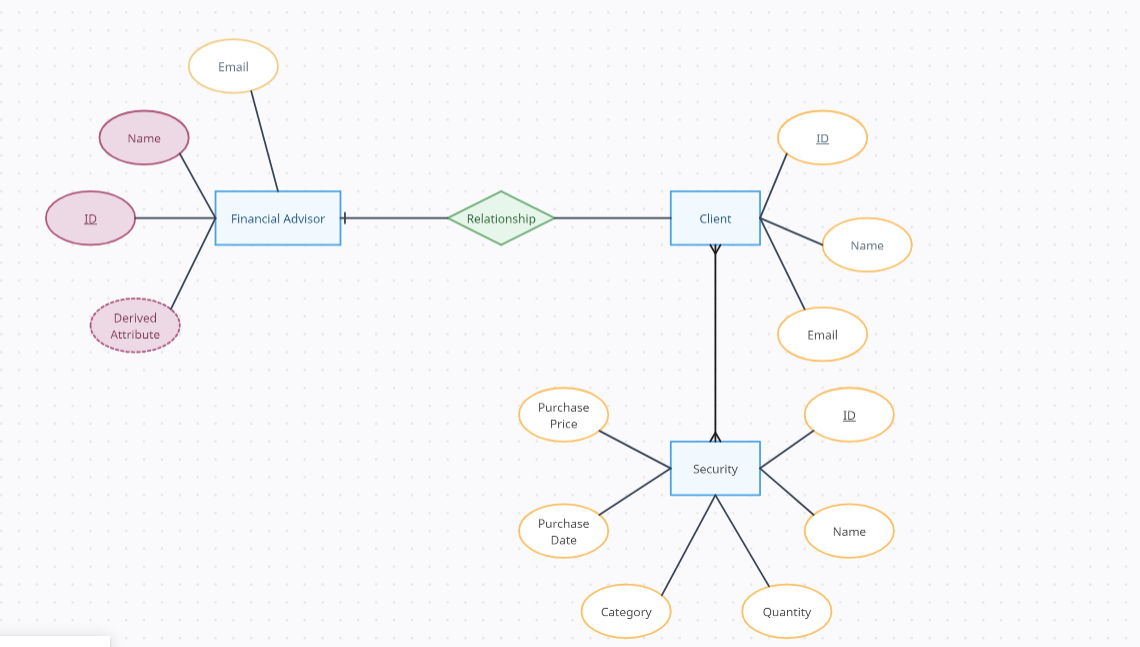 Email
Name
ID
ID
Financial Advisor
Relationship
Client
Name
Derived
Attribute
Email
Purchase
Price
ID
Security
Purchase
Date
Name
Category
Quantity